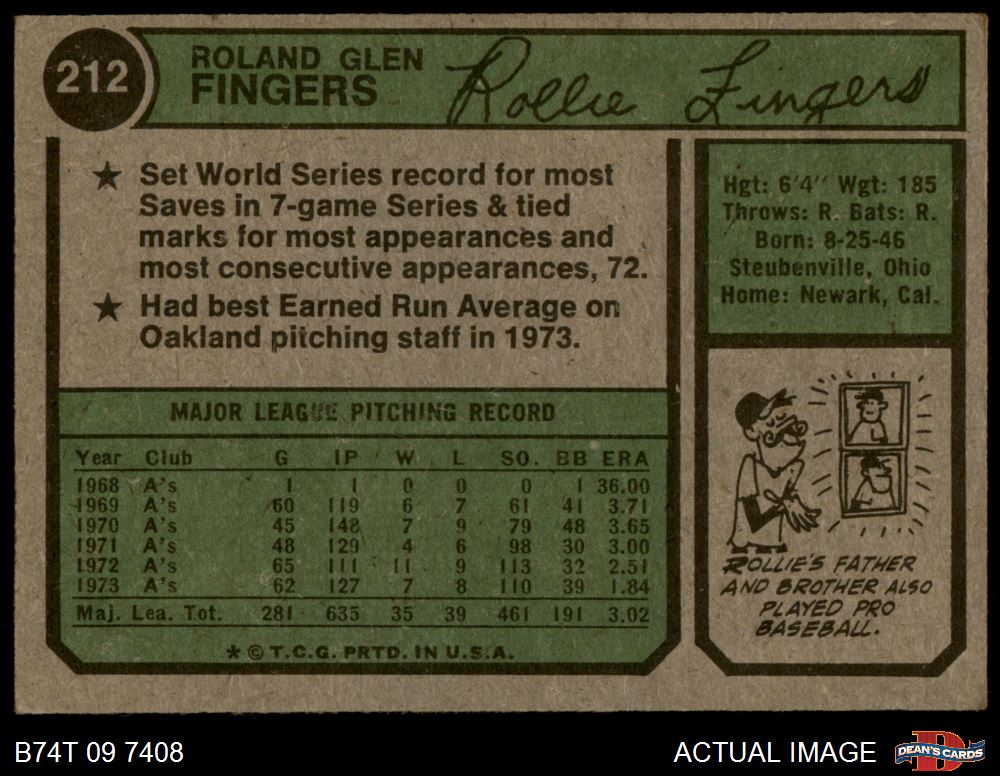 212
ROLAND GLEN
FINGERS
Rollie Fingers
★ Set World Series record for most
Saves in 7-game Series & tied
marks for most appearances and
most consecutive appearances, 72.
★ Had best Earned Run Average on
Oakland pitching staff in 1973.
Hgt: 6'4" Wgt: 185
Throws: R. Bats: R.
Born: 8-25-46
Steubenville, Ohio
Home: Newark, Cal.
MAJOR LEAGUE PITCHING RECORD
Year Club G IP W L SO. BB ERA
1968 A's 1 1 0 0 0 1 36.00
1969 A's 60 119 6 7 61 41 3.71
1970 A's 45 148 7 9 79 48 3.65
1971 A's 48 129 4 6 98 30 3.00
1972 A's 65 111 11 9 113 32 2.51
1973 A's 62 127 7 8 110 39 1.84
Maj. Lea. Tot. 281 635 35 39 461 191 3.02
* © T.C.G. PRTD. IN U.S.A.
ROLLIE'S FATHER
AND BROTHER ALSO
PLAYED PRO
BASEBALL.
B74T 09 7408
ACTUAL IMAGE
DEAN'S CARDS